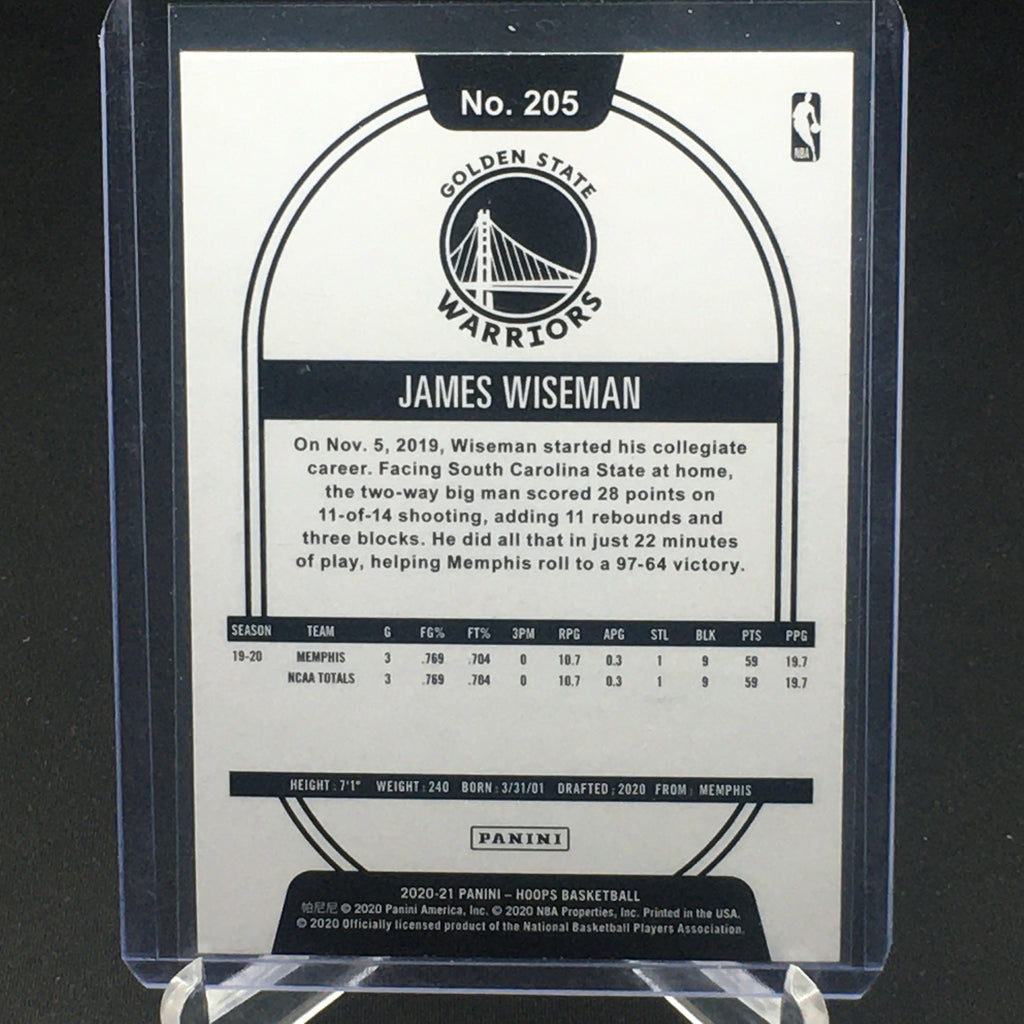 No. 205
NBA
GOLDEN STATE
WARRIORS
JAMES WISEMAN
On Nov. 5, 2019, Wiseman started his collegiate
career. Facing South Carolina State at home,
the two-way big man scored 28 points on
11-of-14 shooting, adding 11 rebounds and
three blocks. He did all that in just 22 minutes
of play, helping Memphis roll to a 97-64 victory.
SEASON TEAM G FG% FT% 3PM RPG APG STL BLK PTS PPG
19-20 MEMPHIS 3 .769 .704 0 10.7 0.3 1 9 59 19.7
NCAA TOTALS 3 .769 .704 0 10.7 0.3 1 9 59 19.7
HEIGHT: 7'1" WEIGHT: 240 BORN: 3/31/01 DRAFTED: 2020 FROM: MEMPHIS
PANINI
2020-21 PANINI – HOOPS BASKETBALL
帕尼尼 © 2020 Panini America, Inc. © 2020 NBA Properties, Inc. Printed in the USA.
© 2020 Officially licensed product of the National Basketball Players Association.